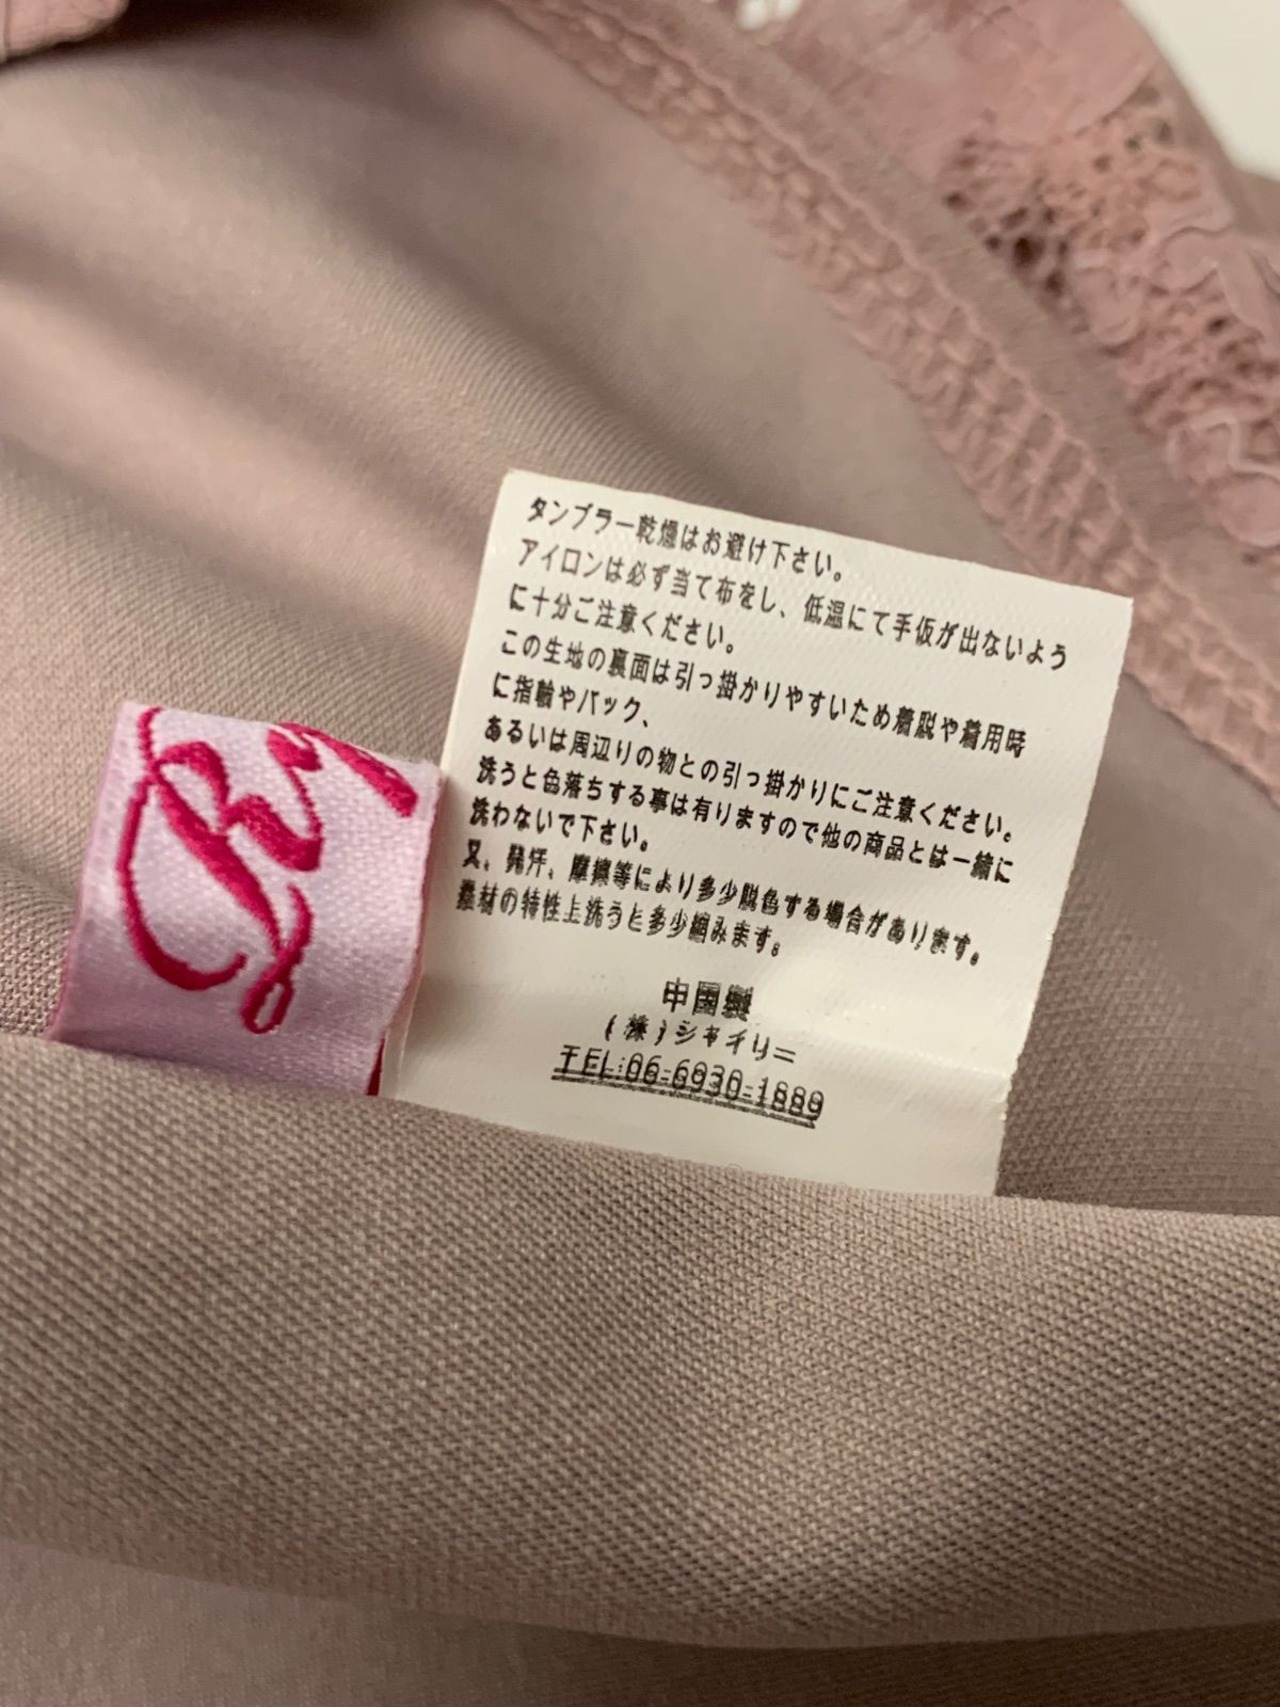 タンブラー乾燥はお避け下さい。
アイロンは必ず当て布をし、低温にて手仮が出ないよう
に十分ご注意ください。
この生地の裏面は引っ掛かりやすいため着脱や着用時
に指輪やバック、
あるいは周辺りの物との引っ掛かりにご注意ください。
洗うと色落ちする事は有りますので他の商品とは一緒に
洗わないで下さい。
又、発汗、摩擦等により多少脱色する場合があります。
素材の特性上洗うと多少縮みます。
中国製
(株)シャイリー
TEL:06-6930-1889